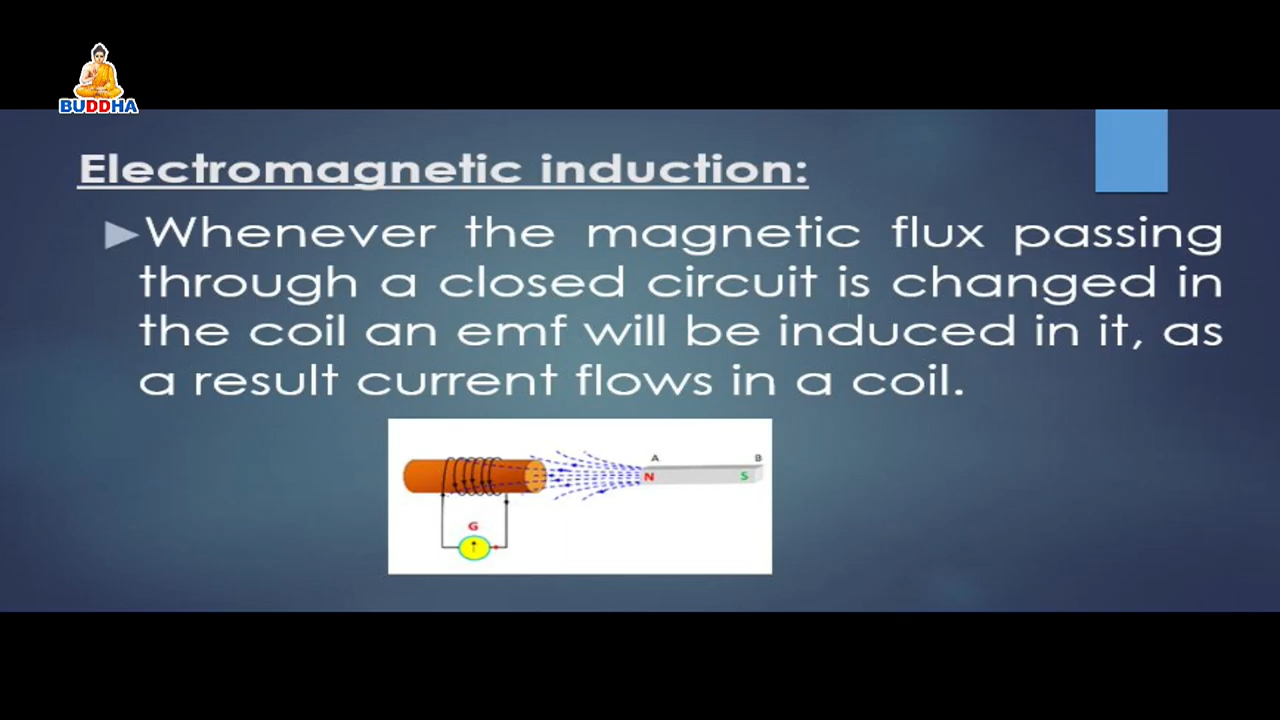 BUDDHA
Electromagnetic induction:
Whenever the magnetic flux passing
through a closed circuit is changed in
the coil an emf will be induced in it, as
a result current flows in a coil.
A B
N S
G